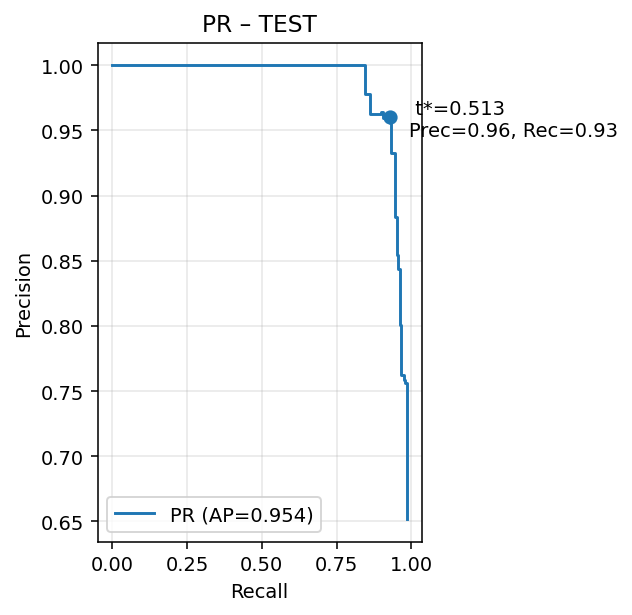 PR – TEST
1.00
0.95
0.90
0.85
0.80
0.75
0.70
0.65
Precision
t*=0.513
Prec=0.96, Rec=0.93
PR (AP=0.954)
0.00 0.25 0.50 0.75 1.00
Recall